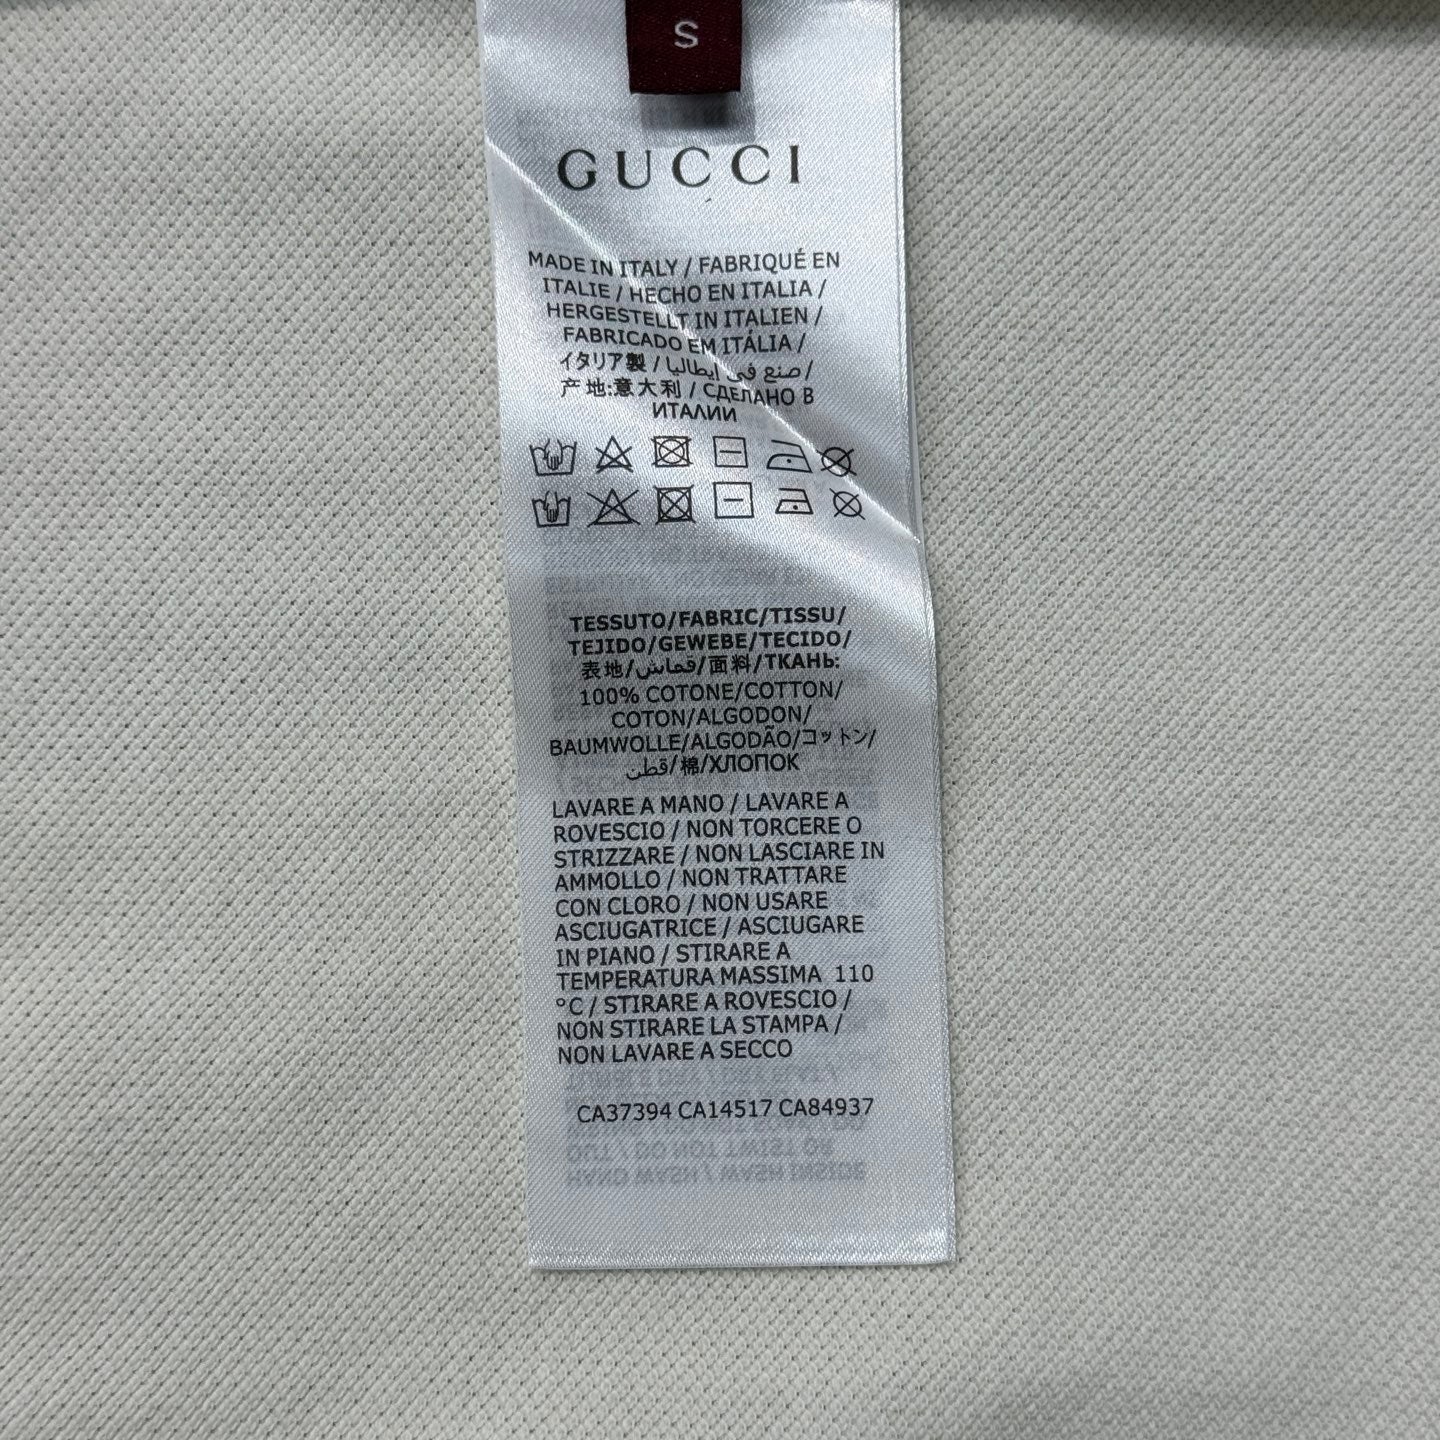 S
GUCCI
MADE IN ITALY / FABRIQUÉ EN
ITALIE / HECHO EN ITALIA /
HERGESTELLT IN ITALIEN /
FABRICADO EM ITÁLIA /
イタリア製 / صنع في إيطاليا /
产地:意大利 / СДЕЛАНО В
ИТАЛИИ
TESSUTO/FABRIC/TISSU/
TEJIDO/GEWEBE/TECIDO/
表地/قماش/面料/ТКАНЬ:
100% COTONE/COTTON/
COTON/ALGODON/
BAUMWOLLE/ALGODÃO/コットン/
قطن/棉/ХЛОПОК
LAVARE A MANO / LAVARE A
ROVESCIO / NON TORCERE O
STRIZZARE / NON LASCIARE IN
AMMOLLO / NON TRATTARE
CON CLORO / NON USARE
ASCIUGATRICE / ASCIUGARE
IN PIANO / STIRARE A
TEMPERATURA MASSIMA 110
°C / STIRARE A ROVESCIO /
NON STIRARE LA STAMPA /
NON LAVARE A SECCO
CA37394 CA14517 CA84937